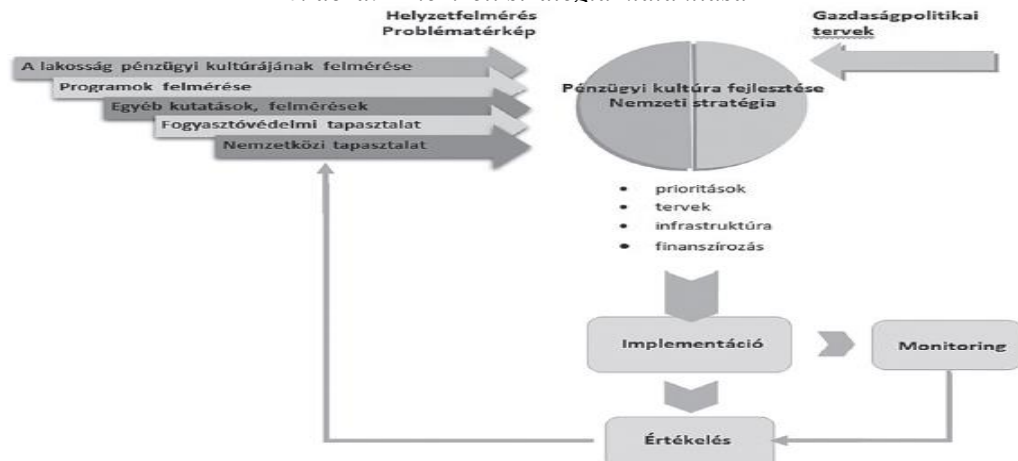 Helyzetfelmérés
Problématérkép
Gazdaságpolitikai
tervek
A lakosság pénzügyi kultúrájának felmérése
Programok felmérése
Egyéb kutatások, felmérések
Fogyasztóvédelmi tapasztalat
Nemzetközi tapasztalat
Pénzügyi kultúra fejlesztése
Nemzeti stratégia
• prioritások
• tervek
• infrastruktúra
• finanszírozás
Implementáció
Monitoring
Értékelés